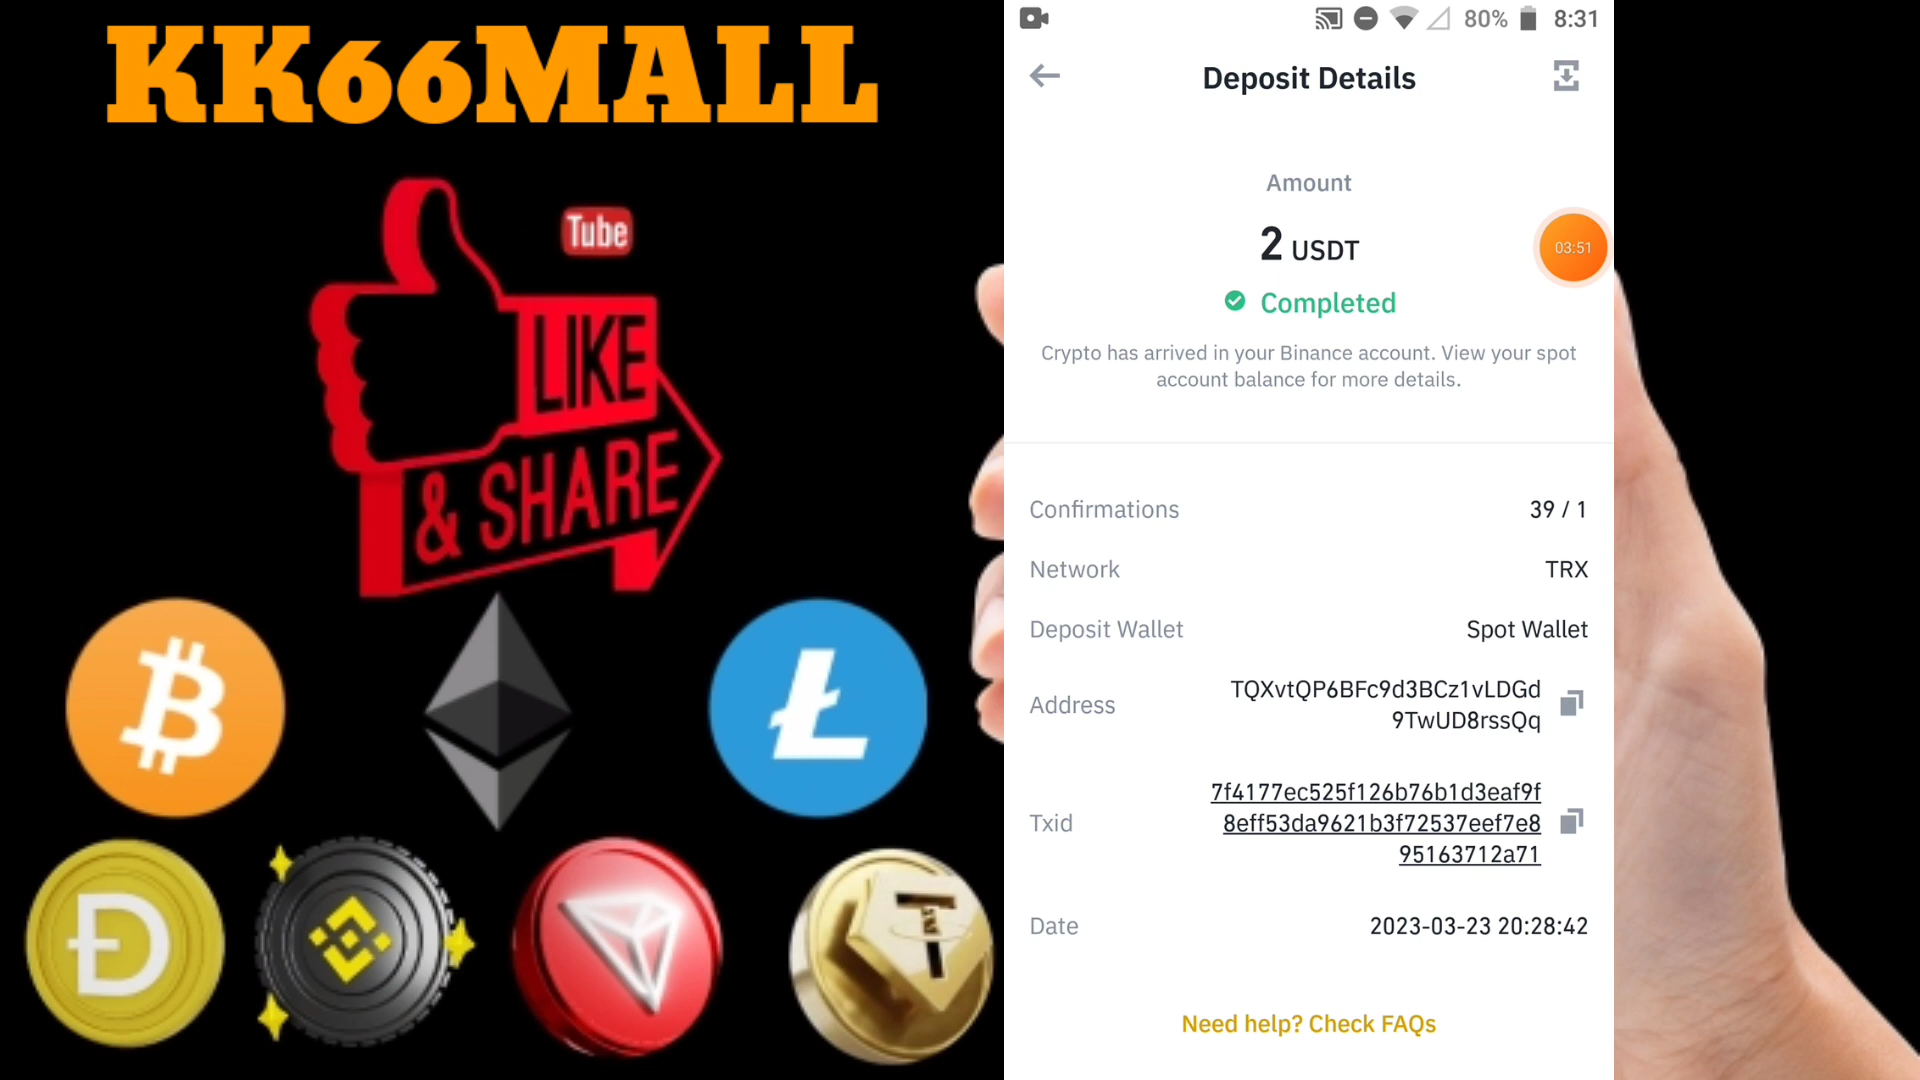 KK66MALL
Tube
LIKE
& SHARE
80% 8:31
Deposit Details
Amount
2 USDT
03:51
Completed
Crypto has arrived in your Binance account. View your spot
account balance for more details.
Confirmations 39 / 1
Network TRX
Deposit Wallet Spot Wallet
Address TQXvtQP6BFc9d3BCz1vLDGd
9TwUD8rssQq
Txid 7f4177ec525f126b76b1d3eaf9f
8eff53da9621b3f72537eef7e8
95163712a71
Date 2023-03-23 20:28:42
Need help? Check FAQs